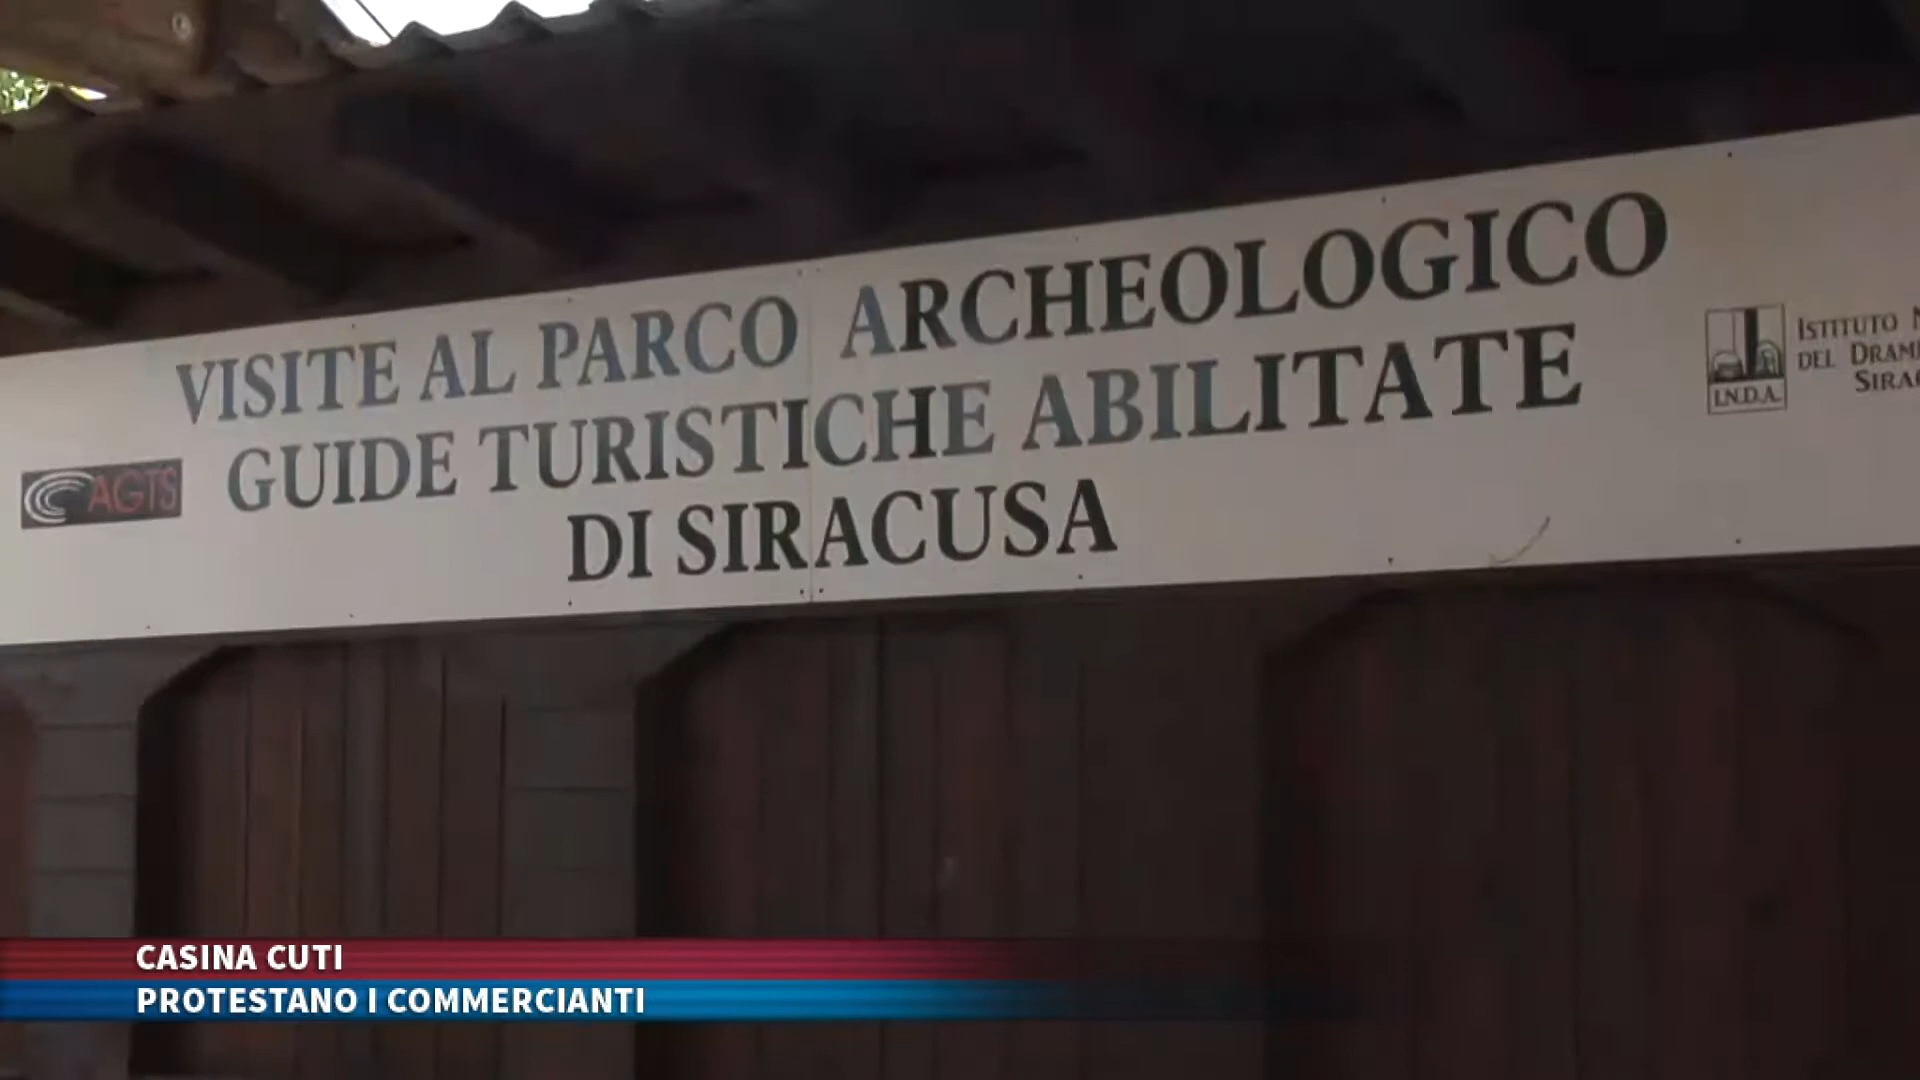 VISITE AL PARCO ARCHEOLOGICO
GUIDE TURISTICHE ABILITATE
DI SIRACUSA
AGTS
ISTITUTO
DEL
I.N.D.A.
CASINA CUTI
PROTESTANO I COMMERCIANTI